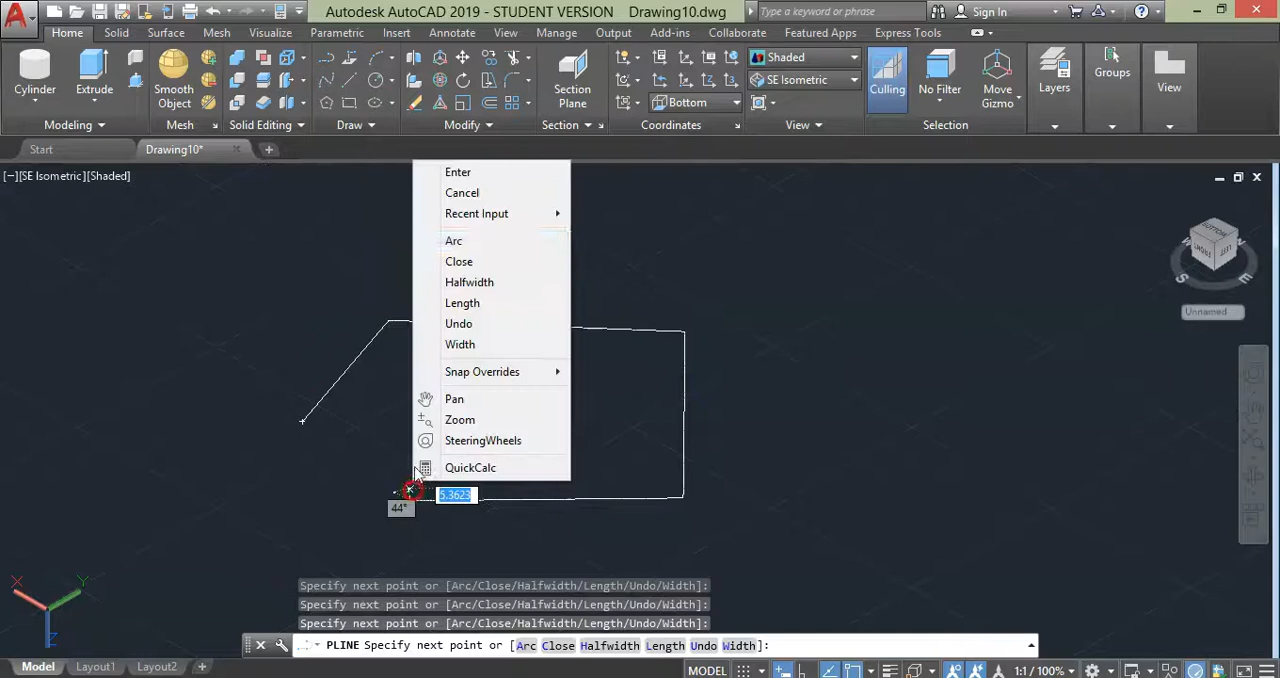 Autodesk AutoCAD 2019 - STUDENT VERSION Drawing10.dwg
Type a keyword or phrase
Sign In
Home Solid Surface Mesh Visualize Parametric Insert Annotate View Manage Output Add-ins Collaborate Featured Apps Express Tools
Cylinder
Extrude
Smooth
Object
Section
Plane
Shaded
SE Isometric
Bottom
Culling
No Filter
Move
Gizmo
Layers
Groups
View
Modeling
Mesh
Solid Editing
Draw
Modify
Section
Coordinates
View
Selection
Start
Drawing10*
[−][SE Isometric][Shaded]
Enter
Cancel
Recent Input
Arc
Close
Halfwidth
Length
Undo
Width
Snap Overrides
Pan
Zoom
SteeringWheels
QuickCalc
5.3623
44°
BOTTOM
LEFT
W
N
S
E
Unnamed
X
Y
Z
Specify next point or [Arc/Close/Halfwidth/Length/Undo/Width]:
Specify next point or [Arc/Close/Halfwidth/Length/Undo/Width]:
Specify next point or [Arc/Close/Halfwidth/Length/Undo/Width]:
PLINE Specify next point or [Arc Close Halfwidth Length Undo Width]:
Model Layout1 Layout2
MODEL
1:1 / 100%